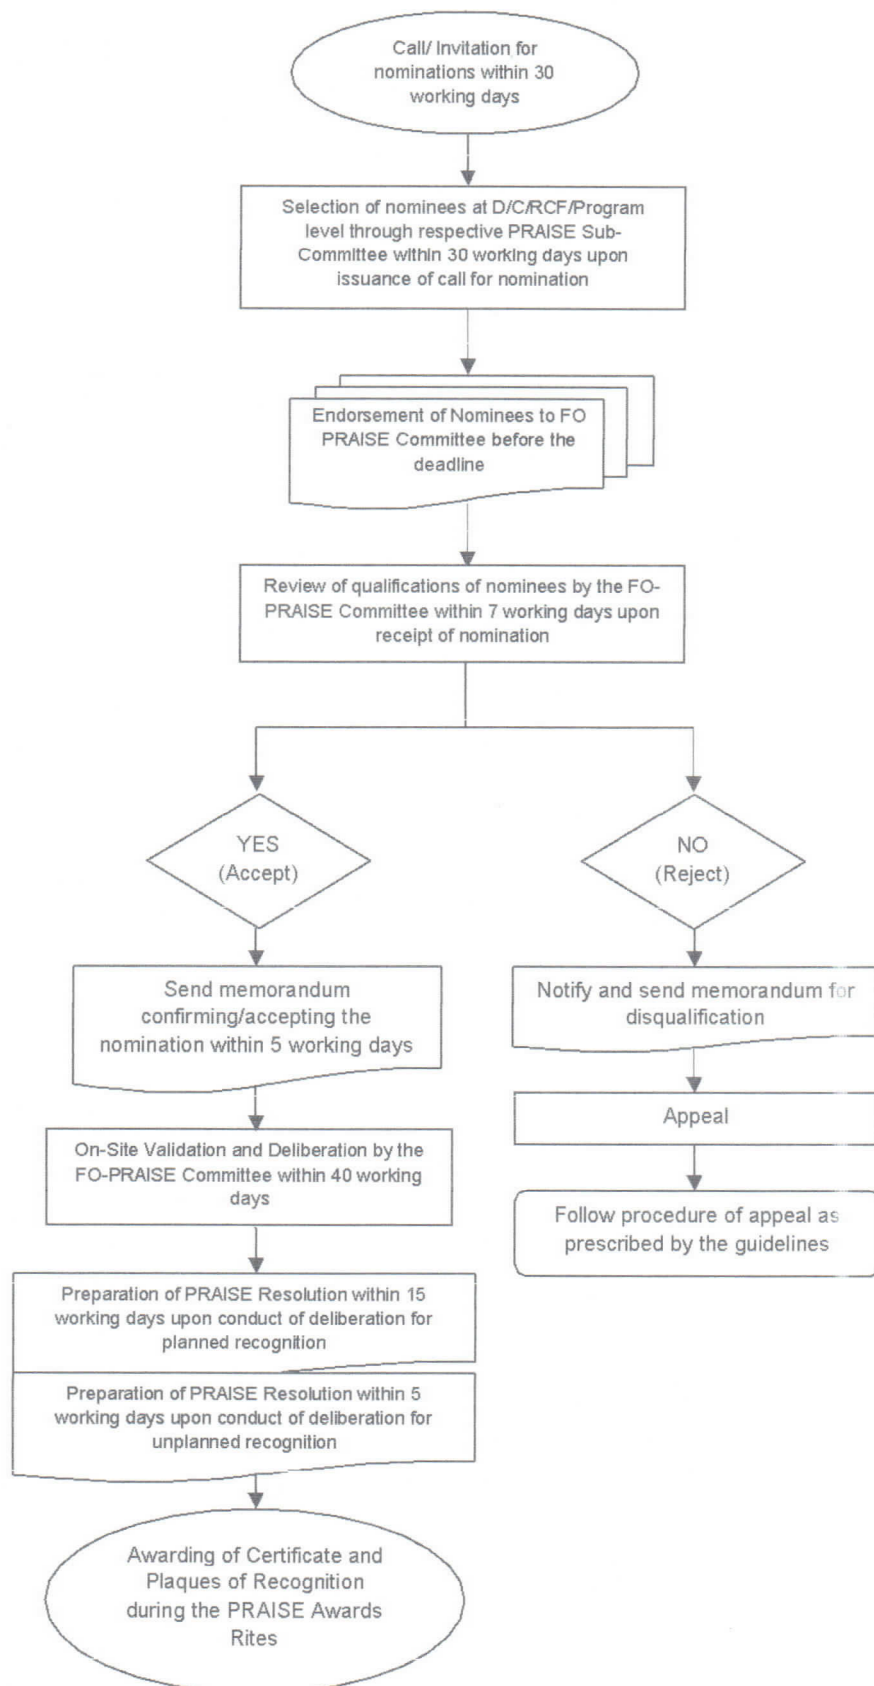 Call/ Invitation for
nominations within 30
working days
Selection of nominees at D/C/RCF/Program
level through respective PRAISE Sub-
Committee within 30 working days upon
issuance of call for nomination
Endorsement of Nominees to FO
PRAISE Committee before the
deadline
Review of qualifications of nominees by the FO-
PRAISE Committee within 7 working days upon
receipt of nomination
YES
(Accept)
NO
(Reject)
Send memorandum
confirming/accepting the
nomination within 5 working days
Notify and send memorandum for
disqualification
Appeal
On-Site Validation and Deliberation by the
FO-PRAISE Committee within 40 working
days
Follow procedure of appeal as
prescribed by the guidelines
Preparation of PRAISE Resolution within 15
working days upon conduct of deliberation for
planned recognition
Preparation of PRAISE Resolution within 5
working days upon conduct of deliberation for
unplanned recognition
Awarding of Certificate and
Plaques of Recognition
during the PRAISE Awards
Rites